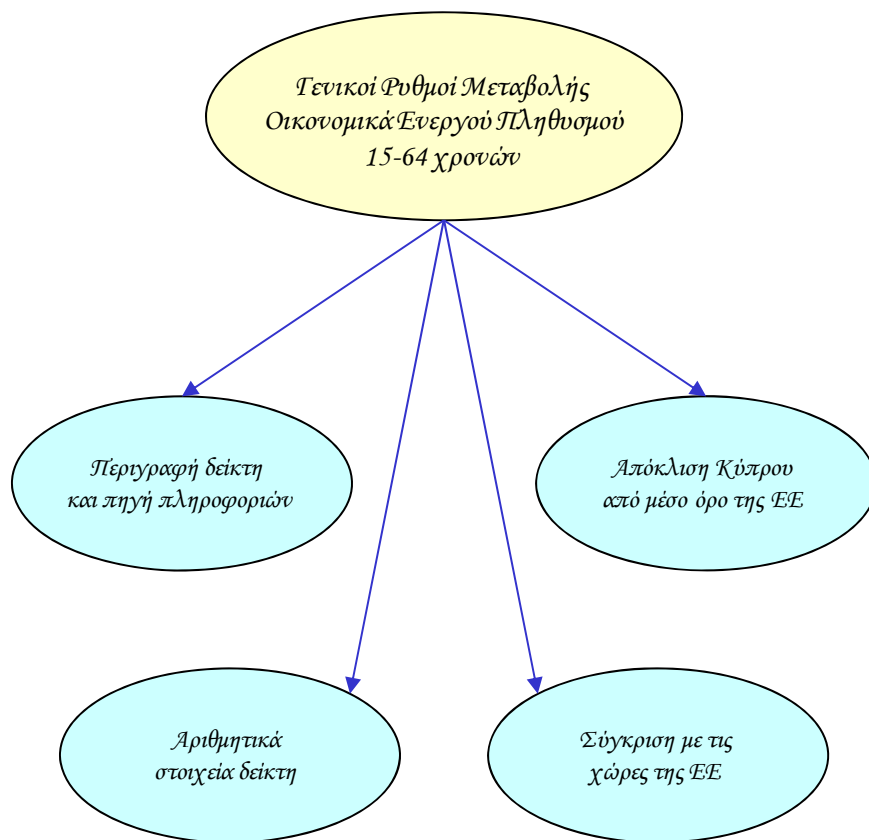 Γενικοί Ρυθμοί Μεταβολής
Οικονομικά Ενεργού Πληθυσμού
15-64 χρονών
Περιγραφή δείκτη
και πηγή πληροφοριών
Απόκλιση Κύπρου
από μέσο όρο της ΕΕ
Αριθμητικά
στοιχεία δείκτη
Σύγκριση με τις
χώρες της ΕΕ